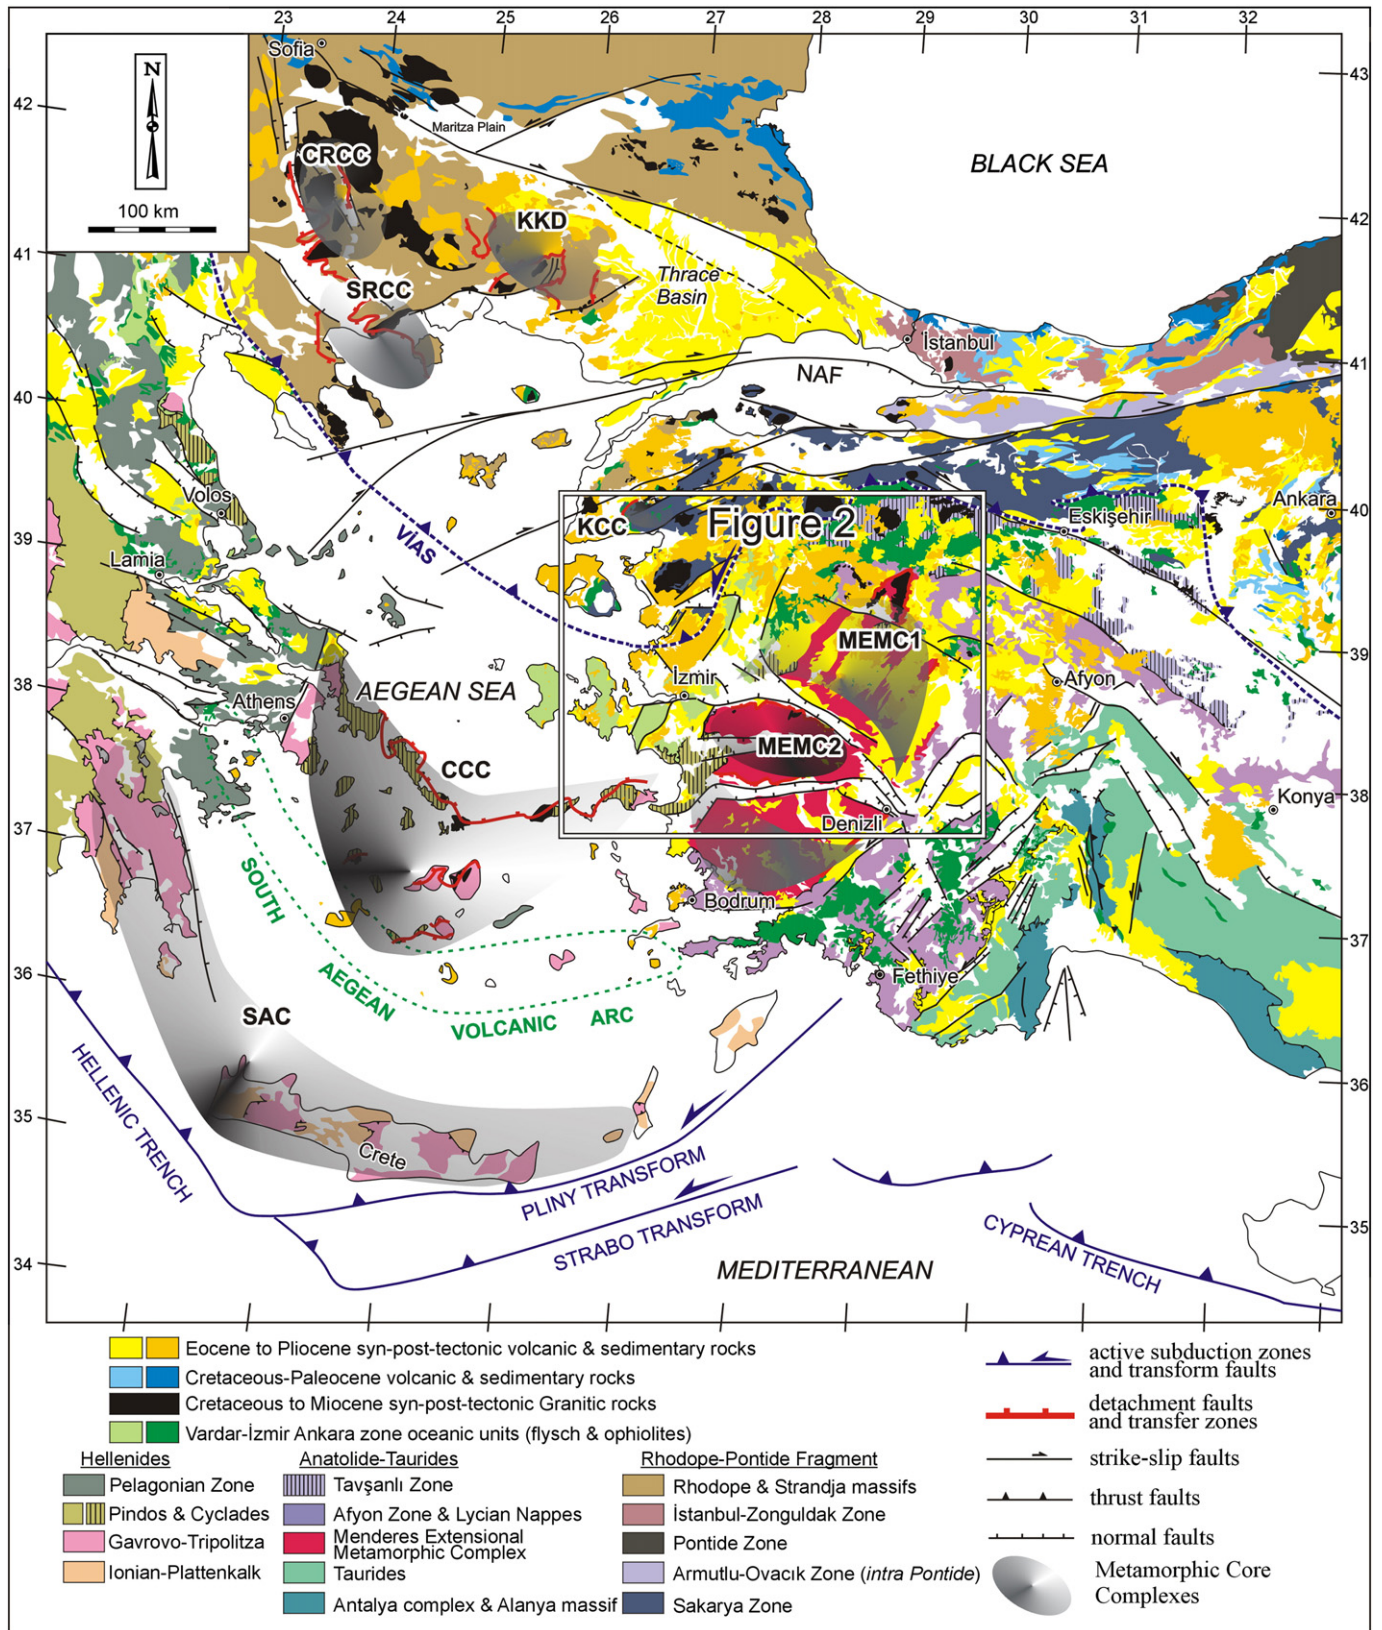 23 24 25 26 27 28 29 30 31 32
Sofia
N
43
42
Maritza Plain
CRCC
BLACK SEA
100 km
KKD
42
41
SRCC
Thrace
Basin
İstanbul
NAF
41
40
Volos
KCC
Figure 2
Ankara
40
Eskişehir
VİAS
39
Lamia
MEMC1
39
İzmir
Afyon
38
AEGEAN SEA
Athens
MEMC2
CCC
Konya
38
37
Denizli
SOUTH
AEGEAN
VOLCANIC ARC
Bodrum
37
36
Fethiye
SAC
HELLENIC TRENCH
36
35
Crete
PLINY TRANSFORM
STRABO TRANSFORM
CYPREAN TRENCH
35
34
MEDITERRANEAN
Eocene to Pliocene syn-post-tectonic volcanic & sedimentary rocks
Cretaceous-Paleocene volcanic & sedimentary rocks
Cretaceous to Miocene syn-post-tectonic Granitic rocks
Vardar-İzmir Ankara zone oceanic units (flysch & ophiolites)
Hellenides
Pelagonian Zone
Pindos & Cyclades
Gavrovo-Tripolitza
Ionian-Plattenkalk
Anatolide-Taurides
Tavşanlı Zone
Afyon Zone & Lycian Nappes
Menderes Extensional
Metamorphic Complex
Taurides
Antalya complex & Alanya massif
Rhodope-Pontide Fragment
Rhodope & Strandja massifs
İstanbul-Zonguldak Zone
Pontide Zone
Armutlu-Ovacık Zone (intra Pontide)
Sakarya Zone
active subduction zones
and transform faults
detachment faults
and transfer zones
strike-slip faults
thrust faults
normal faults
Metamorphic Core
Complexes